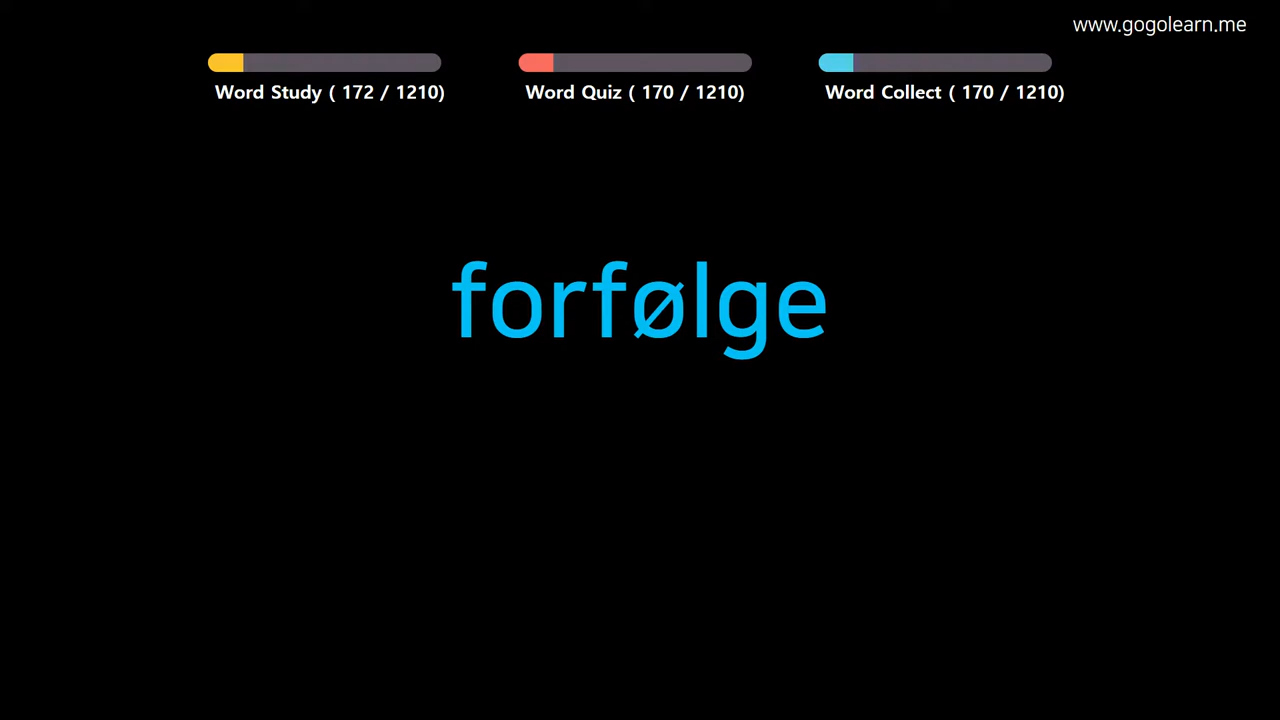 www.gogolearn.me
Word Study ( 172 / 1210)
Word Quiz ( 170 / 1210)
Word Collect ( 170 / 1210)
forfølge